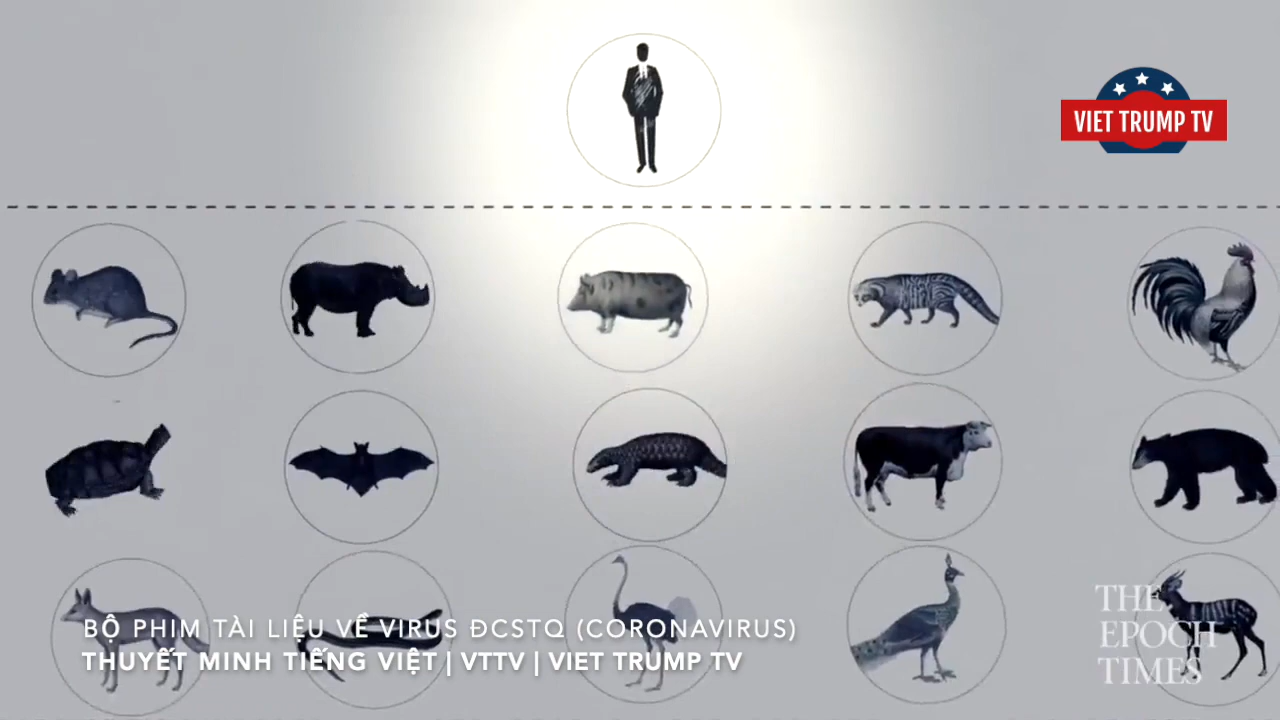 VIET TRUMP TV
BỘ PHIM TÀI LIỆU VỀ VIRUS ĐCSTQ (CORONAVIRUS)
THUYẾT MINH TIẾNG VIỆT | VTTV | VIET TRUMP TV
THE
EPOCH
TIMES